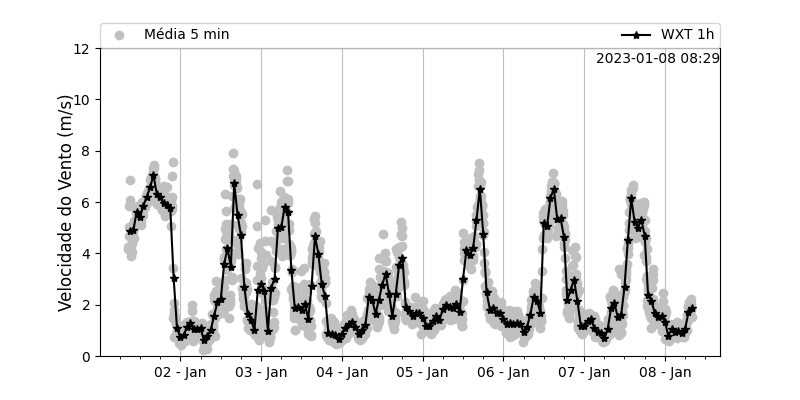 Média 5 min
WXT 1h
2023-01-08 08:29
Velocidade do Vento (m/s)
12
10
8
6
4
2
0
02 - Jan
03 - Jan
04 - Jan
05 - Jan
06 - Jan
07 - Jan
08 - Jan